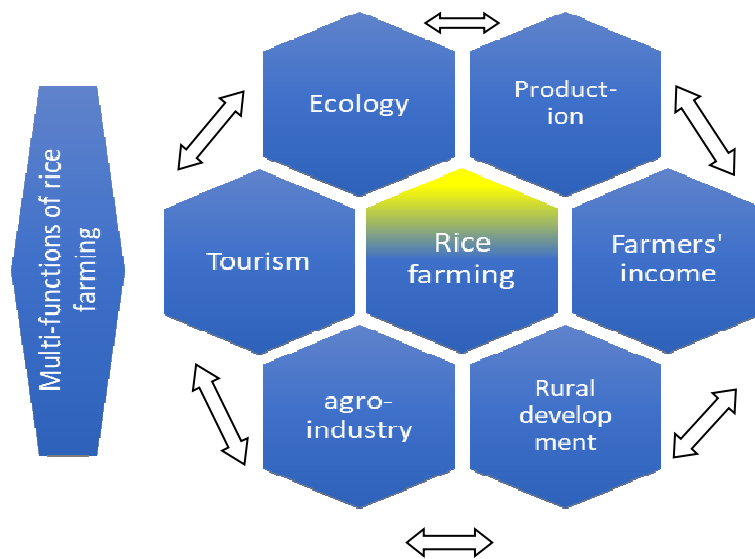 Multi-functions of rice
farming
Ecology
Product-
ion
Tourism
Rice
farming
Farmers'
income
agro-
industry
Rural
develop
ment